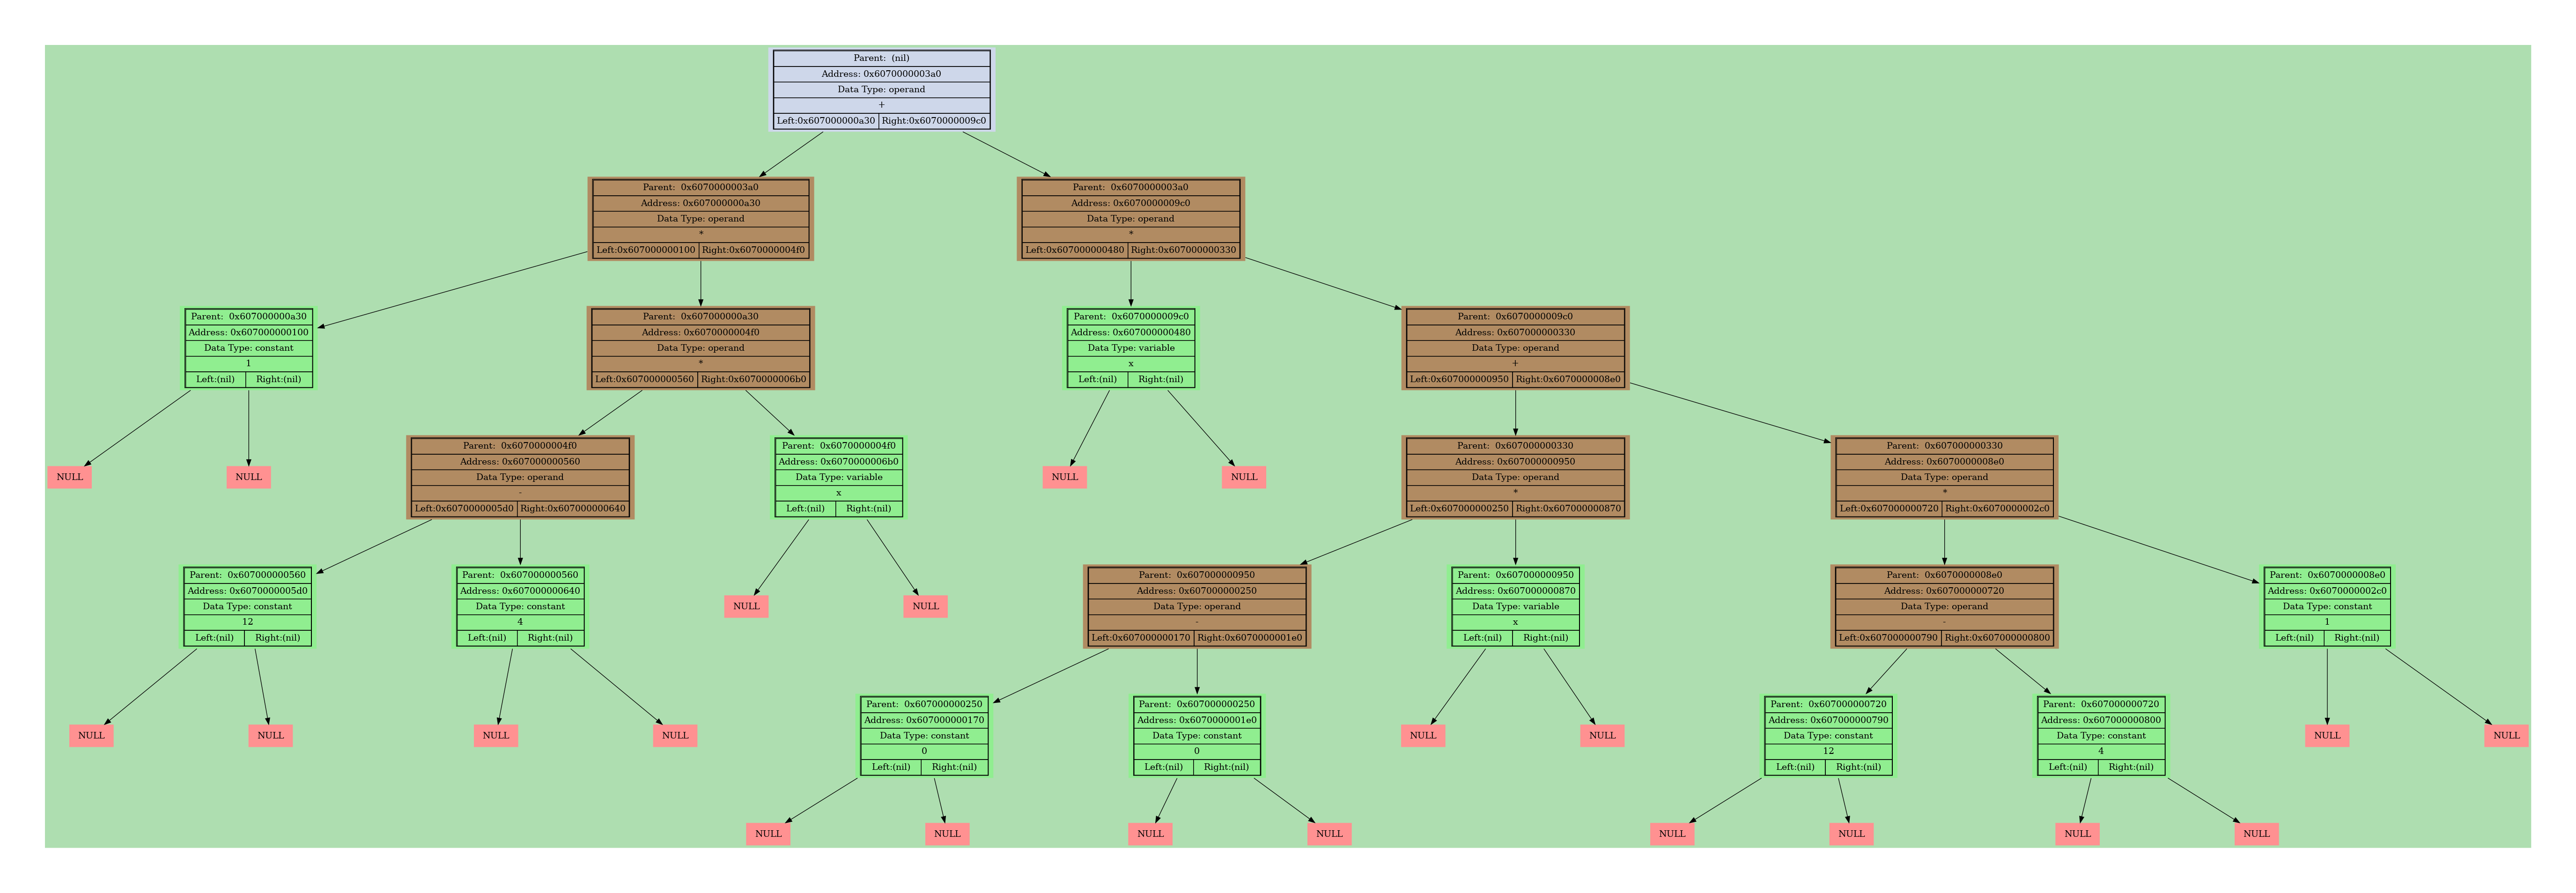 Parent:  (nil)
Address: 0x6070000003a0
Data Type: operand
+
Left:0x607000000a30 Right:0x6070000009c0
Parent:  0x6070000003a0
Address: 0x607000000a30
Data Type: operand
*
Left:0x607000000100 Right:0x6070000004f0
Parent:  0x6070000003a0
Address: 0x6070000009c0
Data Type: operand
*
Left:0x607000000480 Right:0x607000000330
Parent:  0x607000000a30
Address: 0x607000000100
Data Type: constant
1
Left:(nil) Right:(nil)
Parent:  0x607000000a30
Address: 0x6070000004f0
Data Type: operand
*
Left:0x607000000560 Right:0x6070000006b0
Parent:  0x6070000009c0
Address: 0x607000000480
Data Type: variable
x
Left:(nil) Right:(nil)
Parent:  0x6070000009c0
Address: 0x607000000330
Data Type: operand
+
Left:0x607000000950 Right:0x6070000008e0
NULL
NULL
Parent:  0x6070000004f0
Address: 0x607000000560
Data Type: operand
-
Left:0x6070000005d0 Right:0x607000000640
Parent:  0x6070000004f0
Address: 0x6070000006b0
Data Type: variable
x
Left:(nil) Right:(nil)
NULL
NULL
Parent:  0x607000000330
Address: 0x607000000950
Data Type: operand
*
Left:0x607000000250 Right:0x607000000870
Parent:  0x607000000330
Address: 0x6070000008e0
Data Type: operand
*
Left:0x607000000720 Right:0x6070000002c0
Parent:  0x607000000560
Address: 0x6070000005d0
Data Type: constant
12
Left:(nil) Right:(nil)
Parent:  0x607000000560
Address: 0x607000000640
Data Type: constant
4
Left:(nil) Right:(nil)
NULL
NULL
Parent:  0x607000000950
Address: 0x607000000250
Data Type: operand
-
Left:0x607000000170 Right:0x6070000001e0
Parent:  0x607000000950
Address: 0x607000000870
Data Type: variable
x
Left:(nil) Right:(nil)
Parent:  0x6070000008e0
Address: 0x607000000720
Data Type: operand
-
Left:0x607000000790 Right:0x607000000800
Parent:  0x6070000008e0
Address: 0x6070000002c0
Data Type: constant
1
Left:(nil) Right:(nil)
NULL
NULL
NULL
NULL
Parent:  0x607000000250
Address: 0x607000000170
Data Type: constant
0
Left:(nil) Right:(nil)
Parent:  0x607000000250
Address: 0x6070000001e0
Data Type: constant
0
Left:(nil) Right:(nil)
NULL
NULL
Parent:  0x607000000720
Address: 0x607000000790
Data Type: constant
12
Left:(nil) Right:(nil)
Parent:  0x607000000720
Address: 0x607000000800
Data Type: constant
4
Left:(nil) Right:(nil)
NULL
NULL
NULL
NULL
NULL
NULL
NULL
NULL
NULL
NULL